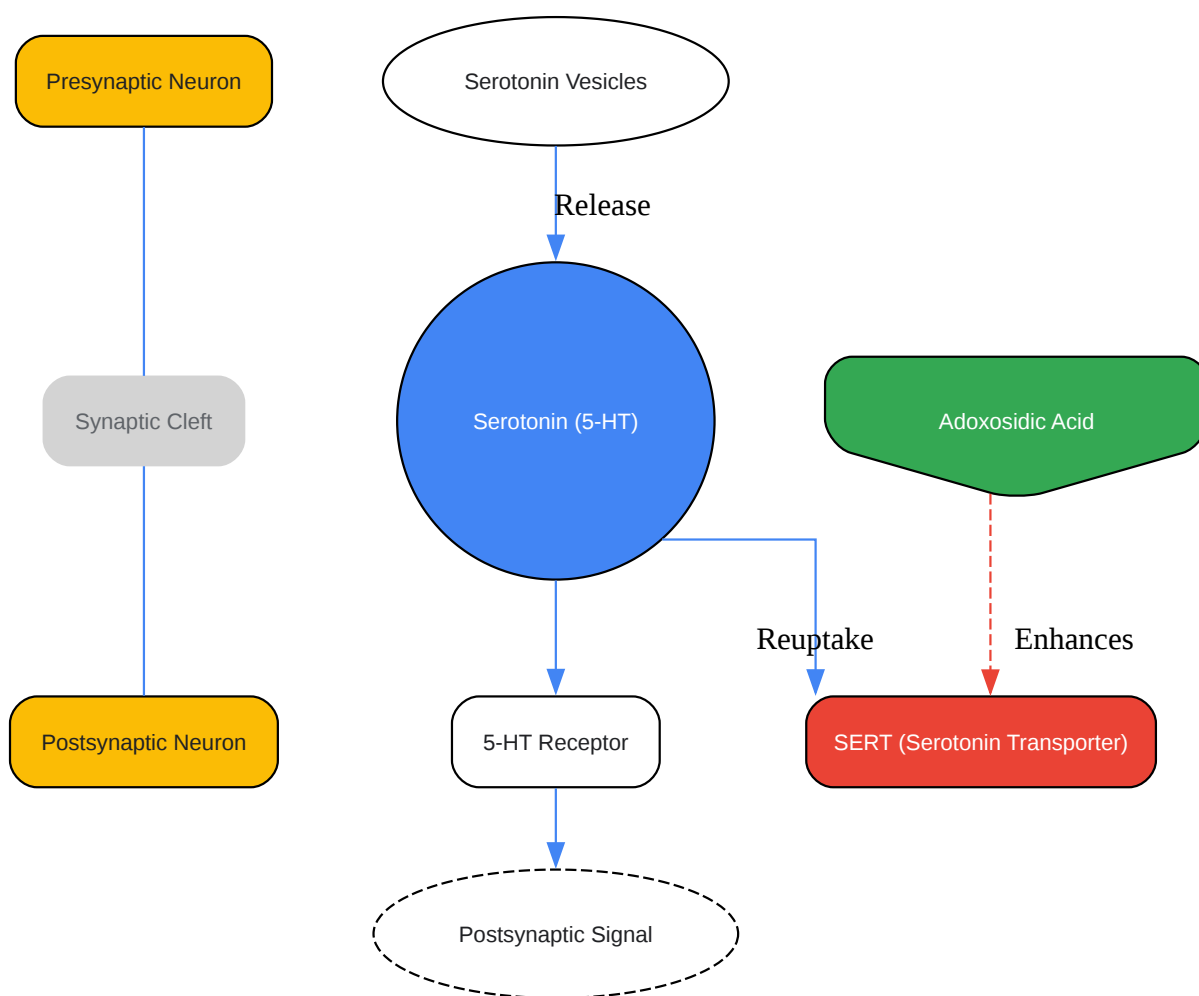 Presynaptic Neuron
Serotonin Vesicles
Release
Synaptic Cleft
Serotonin (5-HT)
Adoxosidic Acid
Reuptake
Enhances
Postsynaptic Neuron
5-HT Receptor
SERT (Serotonin Transporter)
Postsynaptic Signal